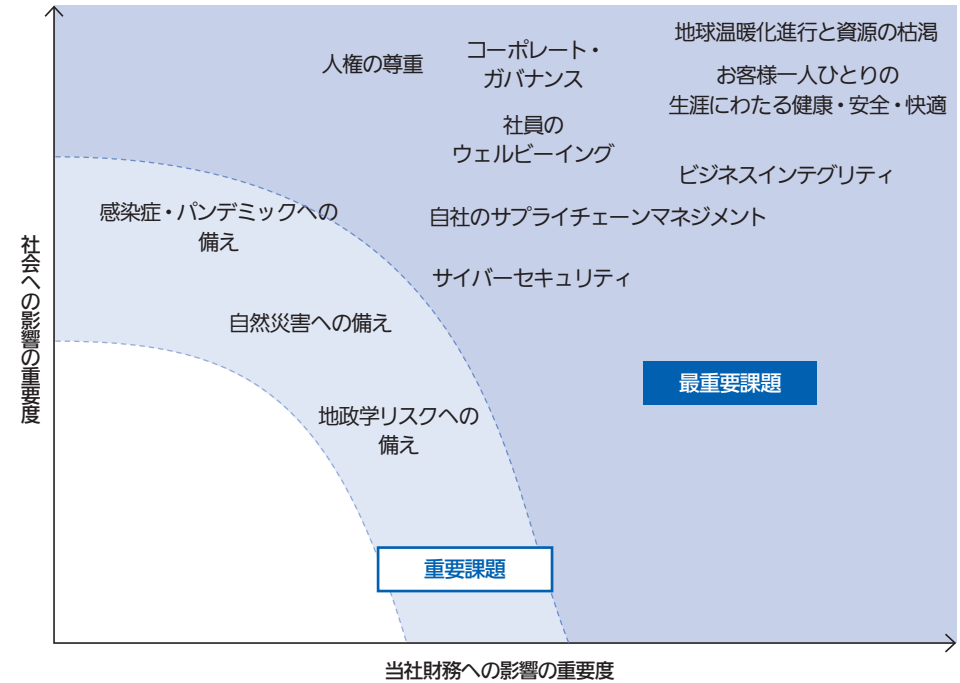 地球温暖化進行と資源の枯渇
人権の尊重
コーポレート・
ガバナンス
お客様一人ひとりの
生涯にわたる健康・安全・快適
社員の
ウェルビーイング
ビジネスインテグリティ
感染症・パンデミックへの
備え
自社のサプライチェーンマネジメント
サイバーセキュリティ
自然災害への備え
最重要課題
地政学リスクへの
備え
重要課題
社会への影響の重要度
当社財務への影響の重要度